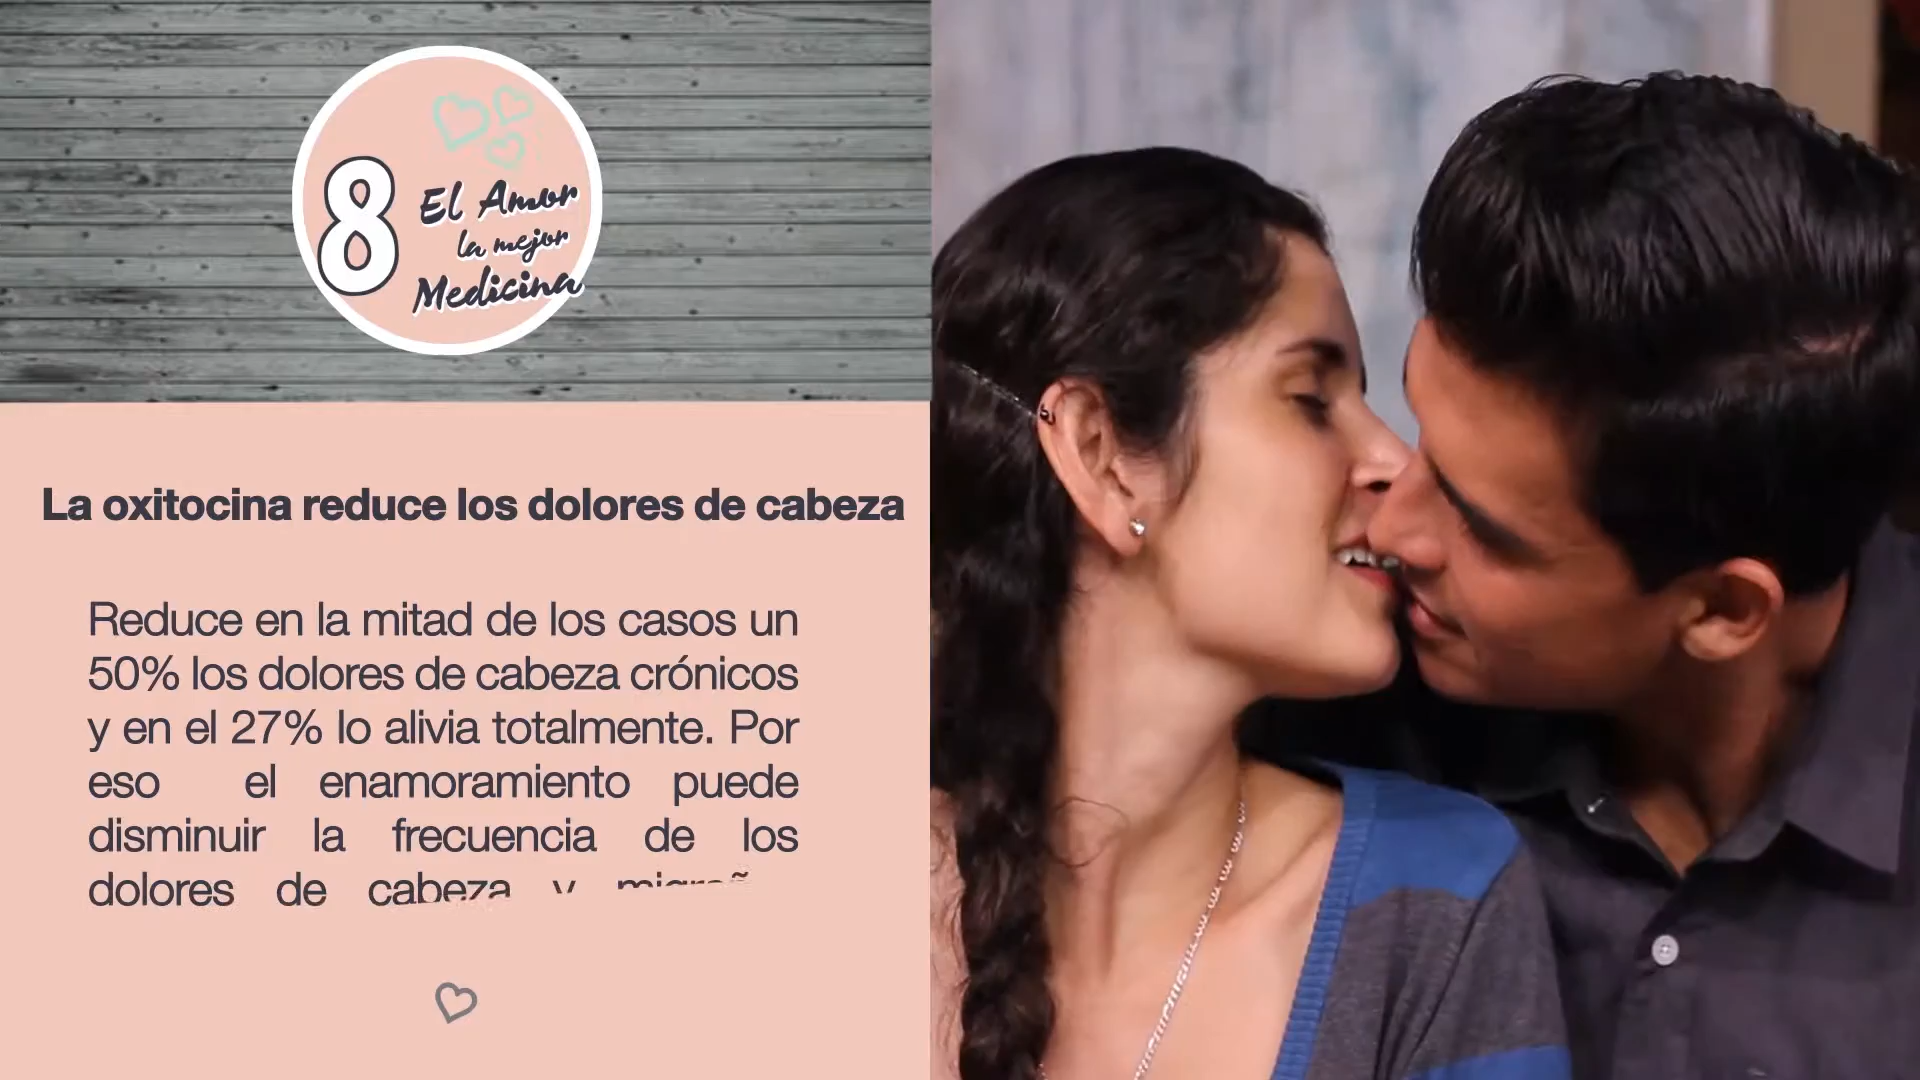 8
El Amor
la mejor
Medicina
La oxitocina reduce los dolores de cabeza
Reduce en la mitad de los casos un
50% los dolores de cabeza crónicos
y en el 27% lo alivia totalmente. Por
eso el enamoramiento puede
disminuir la frecuencia de los
dolores de cabeza y